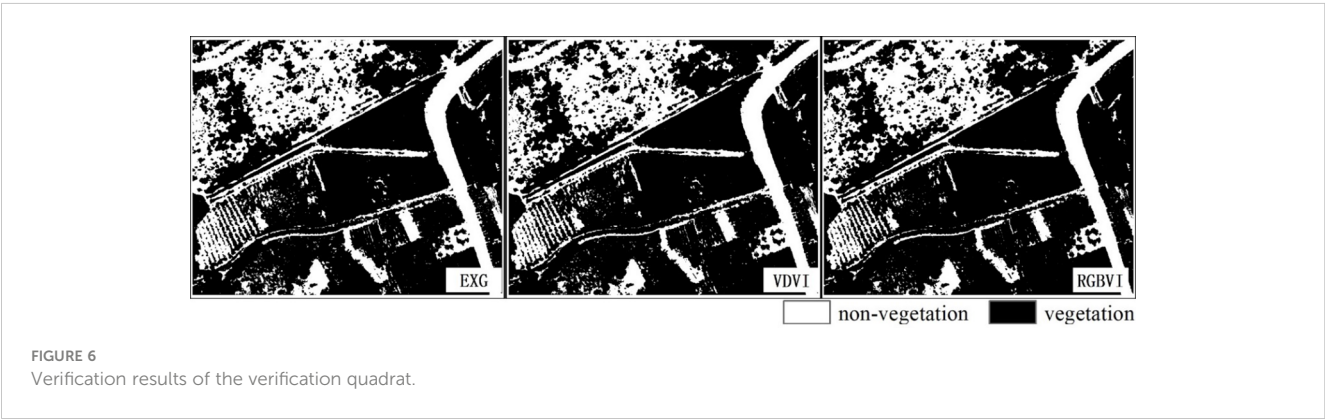 EXG
VDVI
RGBVI
non-vegetation
vegetation
FIGURE 6
Verification results of the verification quadrat.